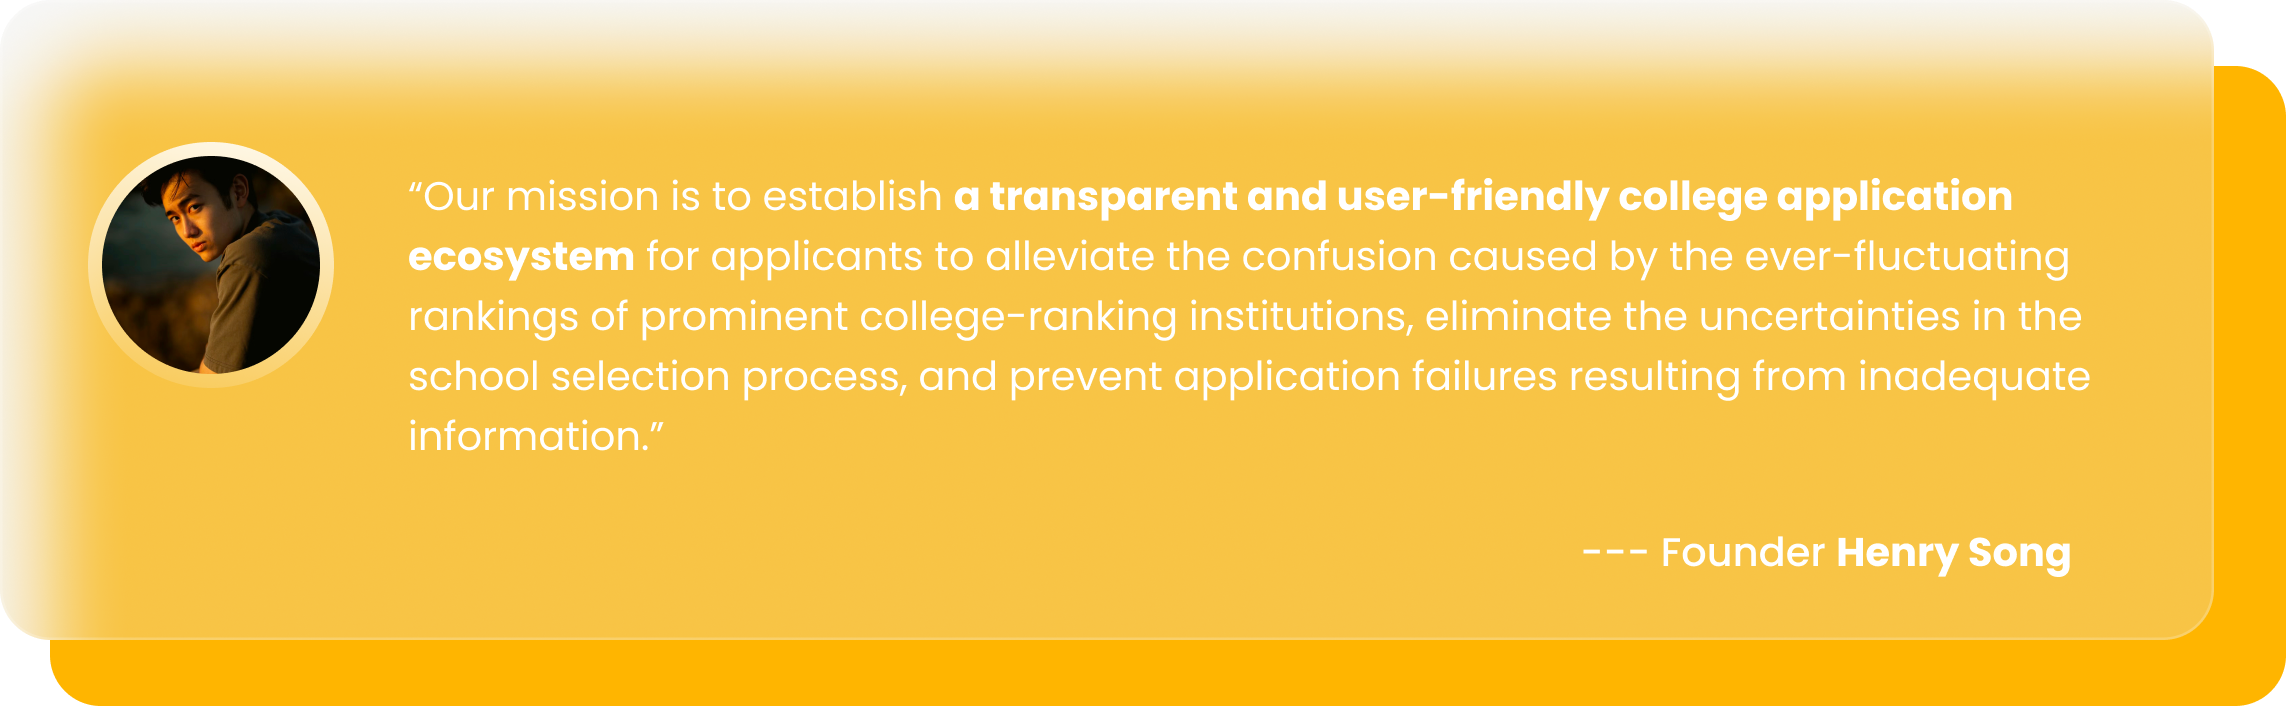 “Our mission is to establish a transparent and user-friendly college application
ecosystem for applicants to alleviate the confusion caused by the ever-fluctuating
rankings of prominent college-ranking institutions, eliminate the uncertainties in the
school selection process, and prevent application failures resulting from inadequate
information.”
--- Founder Henry Song